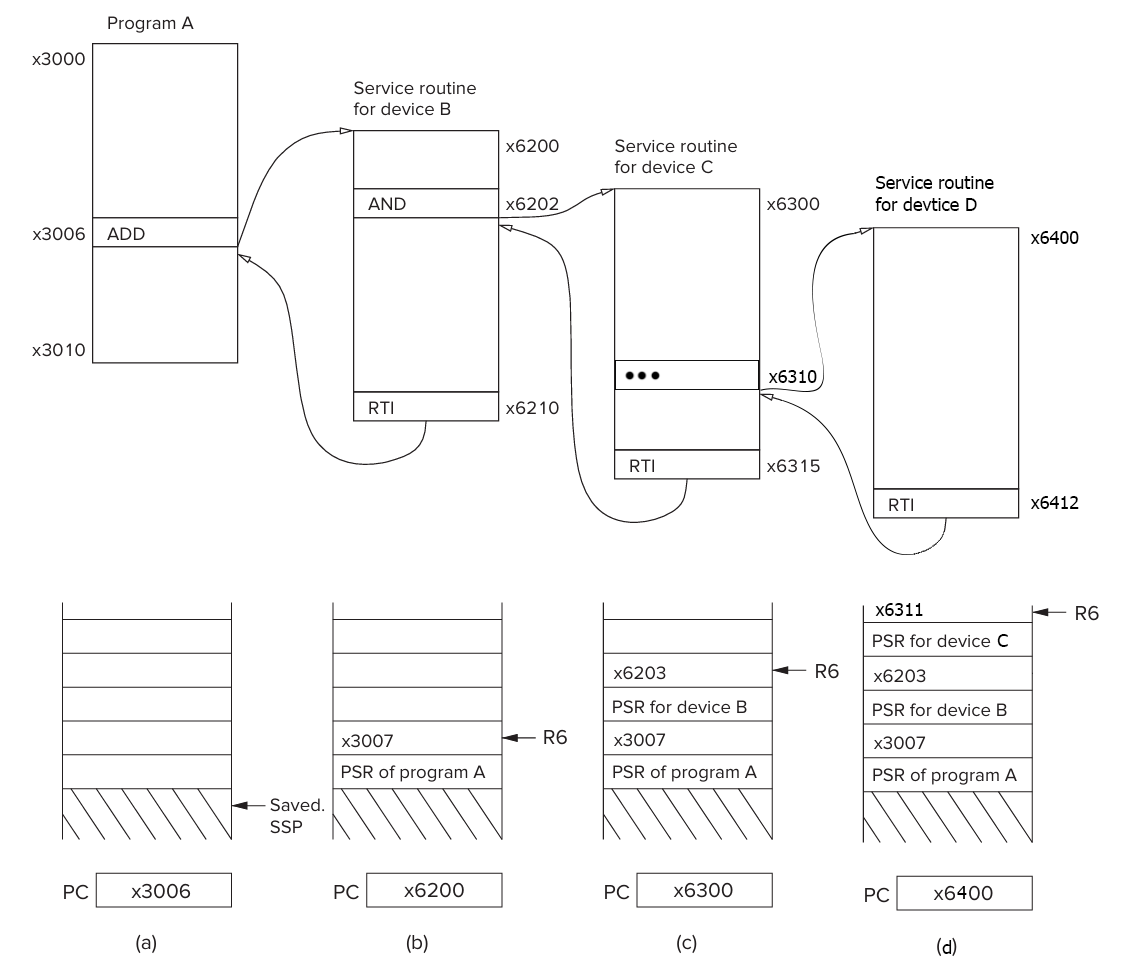 Program A
x3000
x3006
ADD
x3010
Service routine
for device B
x6200
AND
x6202
RTI
x6210
Service routine
for device C
x6300
●●●
x6310
RTI
x6315
Service routine
for devtice D
x6400
RTI
x6412
Saved.
SSP
PC
x3006
(a)
x3007
R6
PSR of program A
PC
x6200
(b)
x6203
R6
PSR for device B
x3007
PSR of program A
PC
x6300
(c)
x6311
R6
PSR for device C
x6203
PSR for device B
x3007
PSR of program A
PC
x6400
(d)